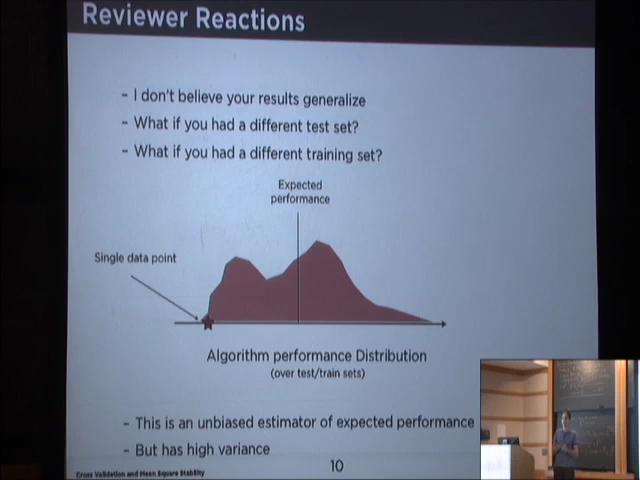 Reviewer Reactions
- I don't believe your results generalize
- What if you had a different test set?
- What if you had a different training set?
Expected
performance
Single data point
Algorithm performance Distribution
(over test/train sets)
- This is an unbiased estimator of expected performance
- But has high variance
Cross Validation and Mean Square Stability
10